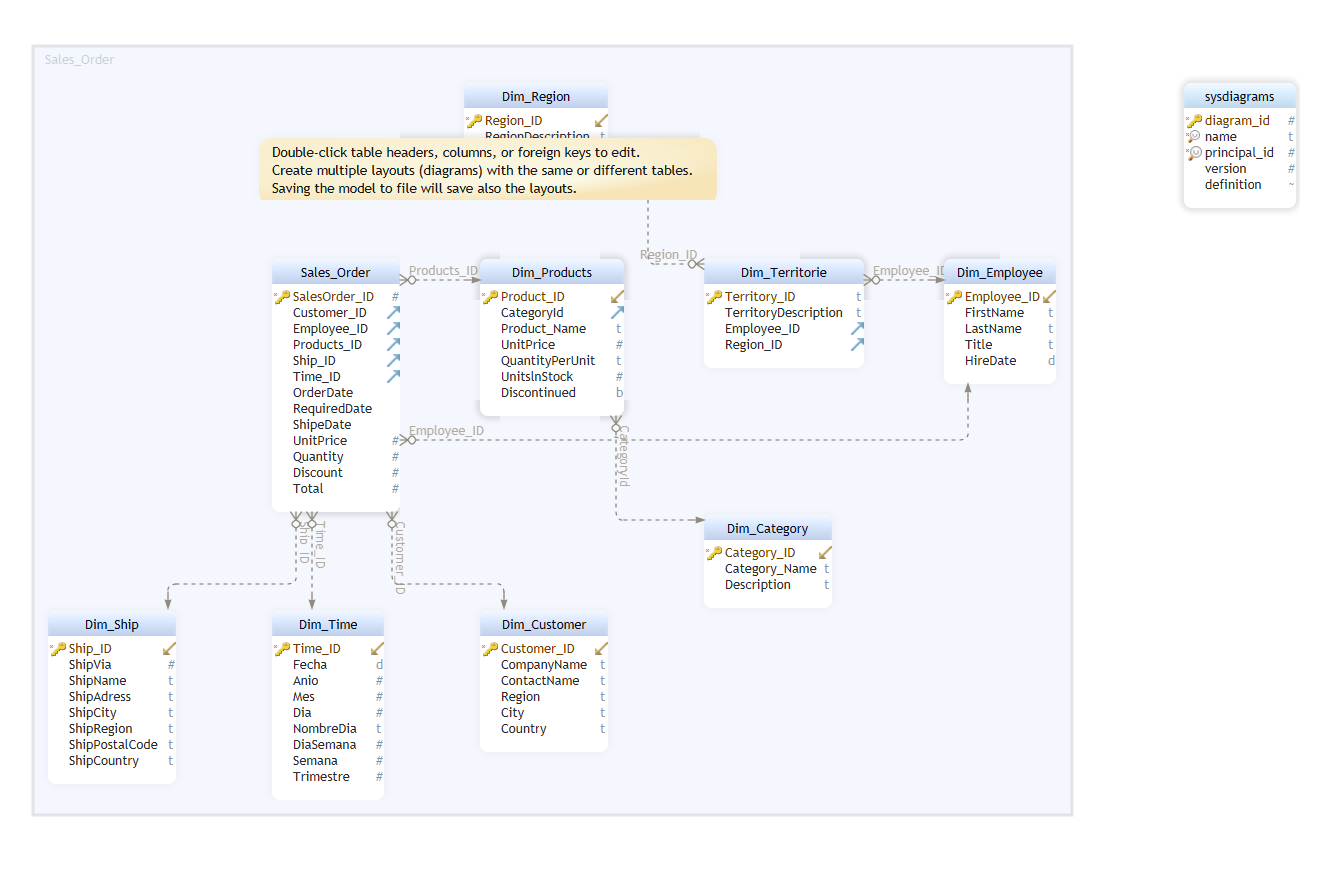 Sales_Order
Dim_Region
Region_ID
RegionDescription t
Double-click table headers, columns, or foreign keys to edit.
Create multiple layouts (diagrams) with the same or different tables.
Saving the model to file will save also the layouts.
sysdiagrams
diagram_id #
name t
principal_id #
version #
definition ~
Region_ID
Products_ID
Employee_ID
Sales_Order
SalesOrder_ID #
Customer_ID
Employee_ID
Products_ID
Ship_ID
Time_ID
OrderDate
RequiredDate
ShipeDate
UnitPrice #
Quantity #
Discount #
Total #
Dim_Products
Product_ID
CategoryId
Product_Name t
UnitPrice #
QuantityPerUnit t
UnitsInStock #
Discontinued b
Dim_Territorie
Territory_ID t
TerritoryDescription t
Employee_ID
Region_ID
Dim_Employee
Employee_ID
FirstName t
LastName t
Title t
HireDate d
Employee_ID
CategoryId
Ship_ID
Time_ID
Customer_ID
Dim_Category
Category_ID
Category_Name t
Description t
Dim_Ship
Ship_ID
ShipVia #
ShipName t
ShipAdress t
ShipCity t
ShipRegion t
ShipPostalCode t
ShipCountry t
Dim_Time
Time_ID
Fecha d
Anio #
Mes #
Dia #
NombreDia t
DiaSemana #
Semana #
Trimestre #
Dim_Customer
Customer_ID
CompanyName t
ContactName t
Region t
City t
Country t